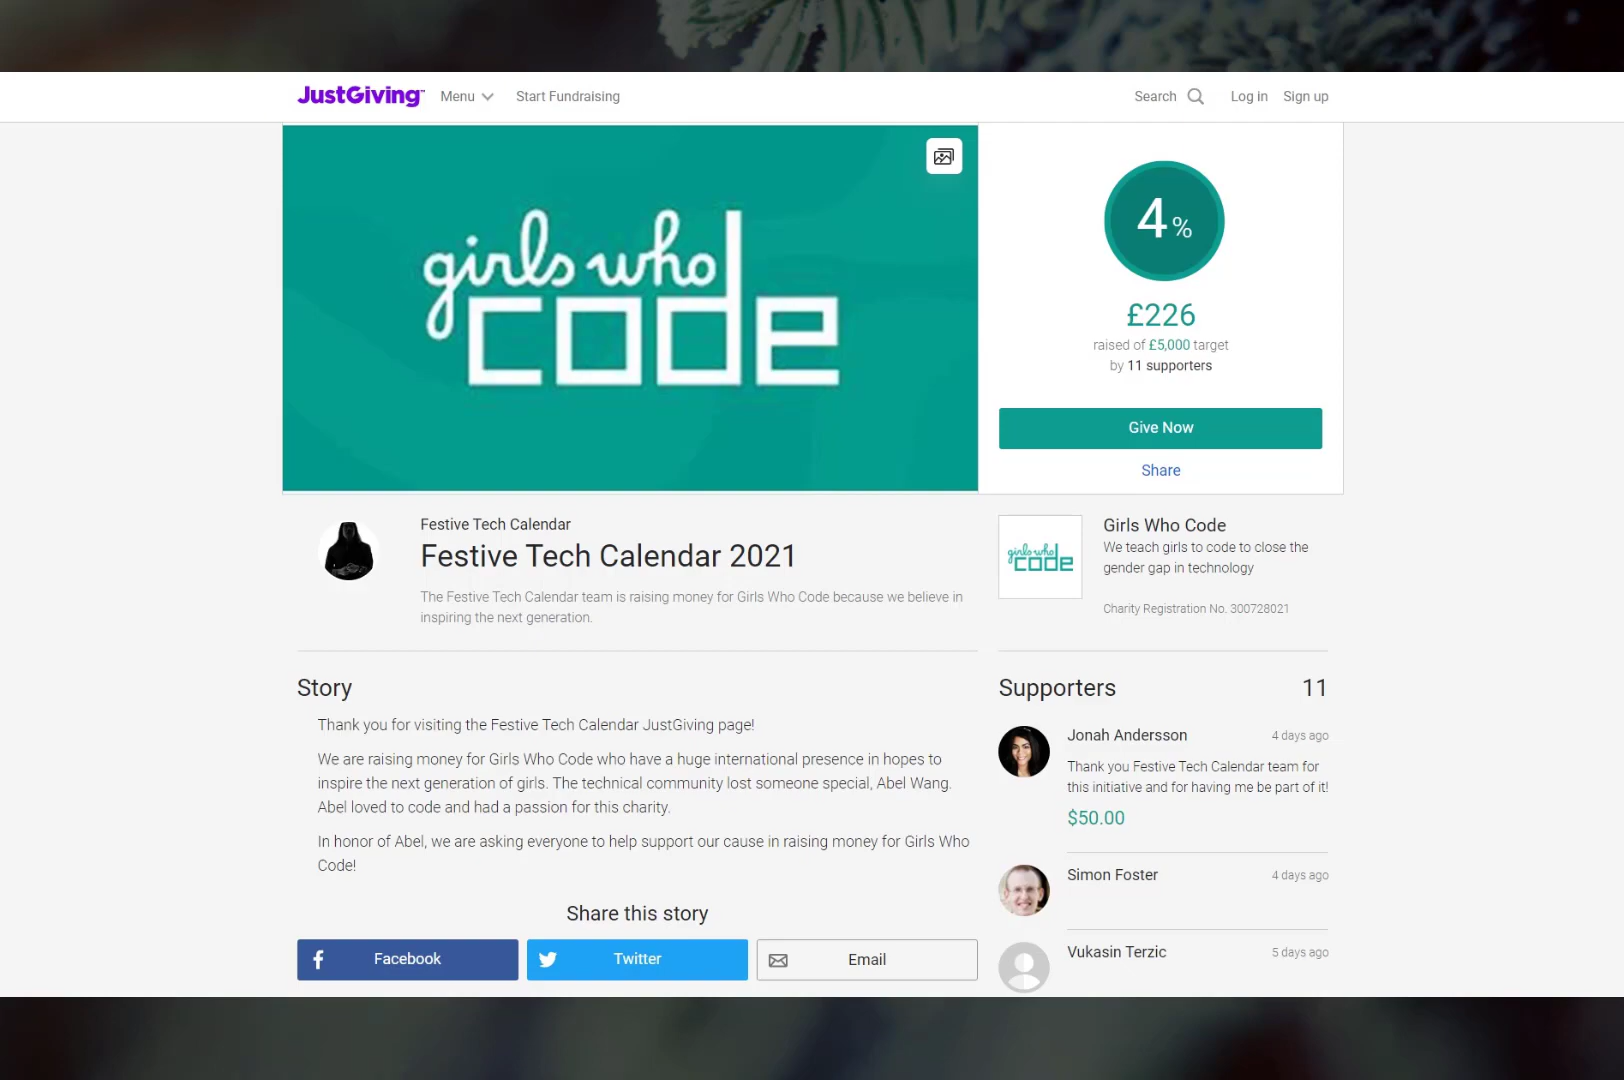 JustGiving™ Menu Start Fundraising Search Log in Sign up
girls who
code
4%
£226
raised of £5,000 target
by 11 supporters
Give Now
Share
Festive Tech Calendar
Festive Tech Calendar 2021
The Festive Tech Calendar team is raising money for Girls Who Code because we believe in
inspiring the next generation.
girls who
code
Girls Who Code
We teach girls to code to close the
gender gap in technology
Charity Registration No. 300728021
Story
Thank you for visiting the Festive Tech Calendar JustGiving page!
We are raising money for Girls Who Code who have a huge international presence in hopes to
inspire the next generation of girls. The technical community lost someone special, Abel Wang.
Abel loved to code and had a passion for this charity.
In honor of Abel, we are asking everyone to help support our cause in raising money for Girls Who
Code!
Share this story
Facebook Twitter Email
Supporters 11
Jonah Andersson 4 days ago
Thank you Festive Tech Calendar team for
this initiative and for having me be part of it!
$50.00
Simon Foster 4 days ago
Vukasin Terzic 5 days ago